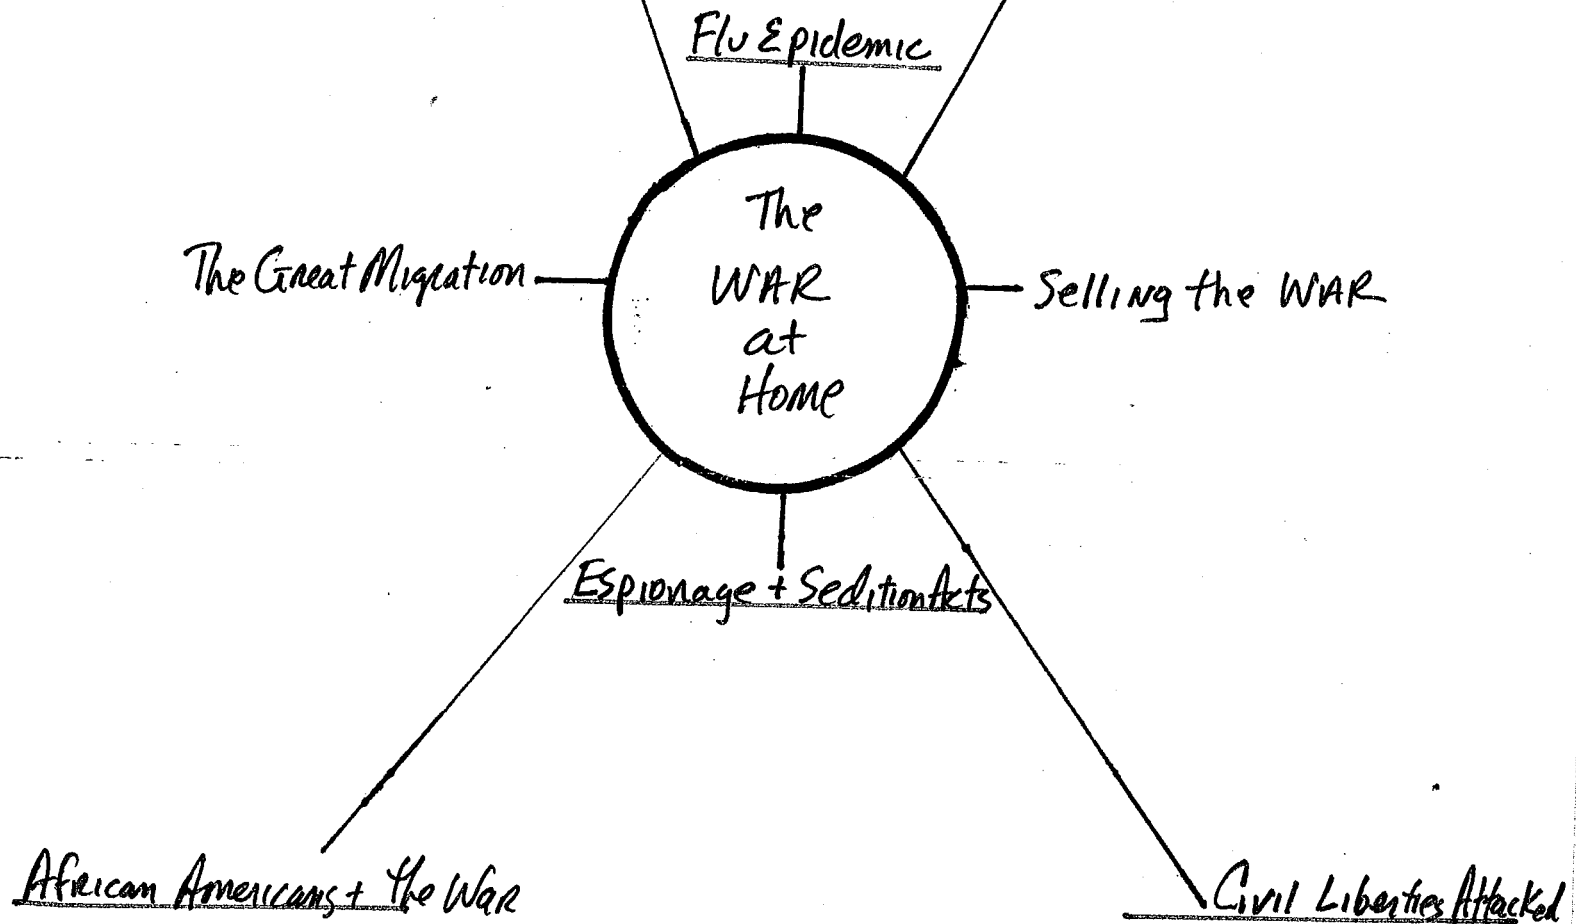 Flu Epidemic
The
WAR
at
Home
The Great Migration
Selling the WAR
Espionage + Sedition Acts
African Americans + the War
Civil Liberties Attacked